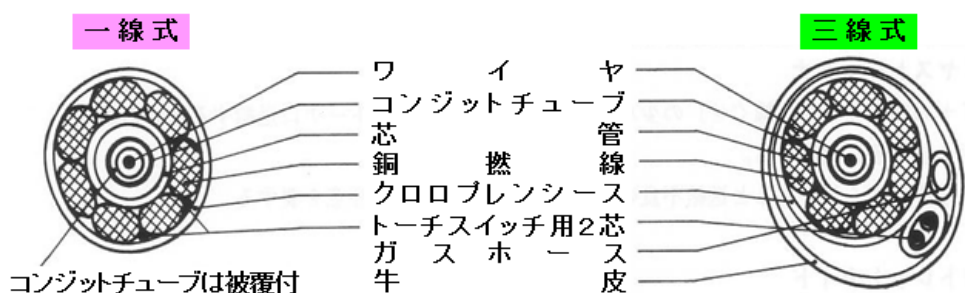 一線式
三線式
ワイヤ
コンジットチューブ
芯管
銅撚線
クロロプレンシース
トーチスイッチ用2芯
ガスホース
牛皮
コンジットチューブは被覆付